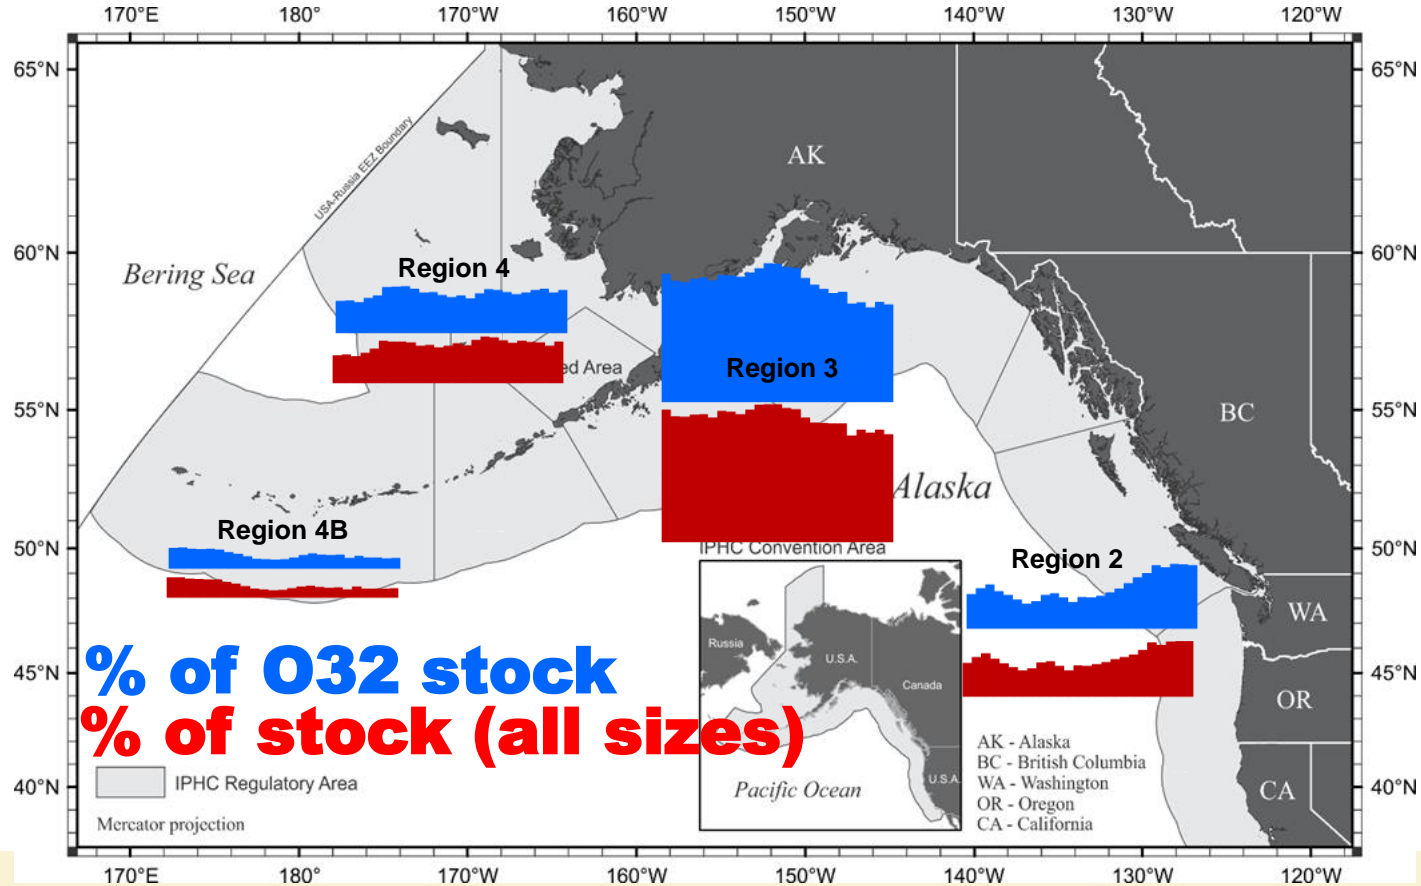 170°E 180° 170°W 160°W 150°W 140°W 130°W 120°W
65°N 65°N
USA-Russia EEZ Boundary
AK
60°N 60°N
Bering Sea
Region 4
Region 3
ed Area
55°N 55°N
BC
Alaska
Region 4B
50°N 50°N
IPHC Convention Area
Region 2
WA
Russia
U.S.A.
Canada
% of O32 stock
45°N 45°N
OR
% of stock (all sizes)
AK - Alaska
BC - British Columbia
WA - Washington
OR - Oregon
CA - California
U.S.A.
IPHC Regulatory Area
Pacific Ocean
40°N 40°N
CA
Mercator projection
170°E 180° 170°W 160°W 150°W 140°W 130°W 120°W